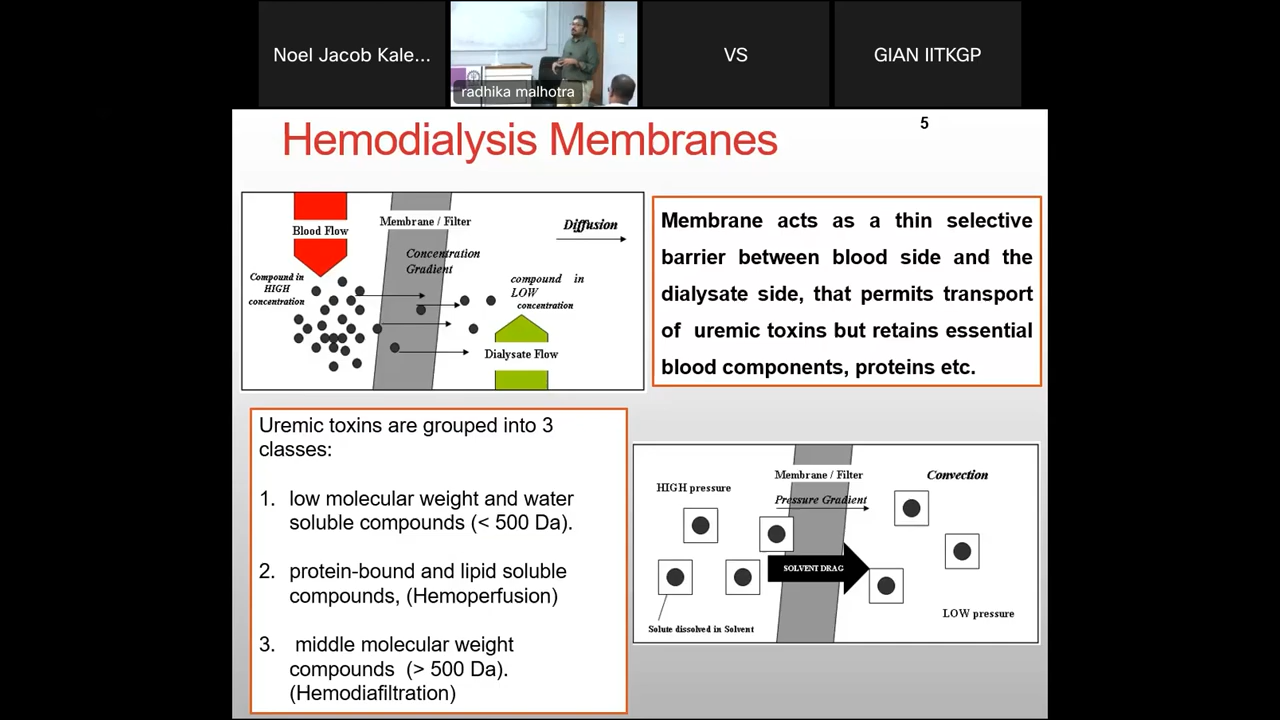 Noel Jacob Kale...
radhika malhotra
VS
GIAN IITKGP
5
Hemodialysis Membranes
Blood Flow
Membrane / Filter
Diffusion
Concentration
Gradient
Compound in
HIGH
concentration
compound in
LOW
concentration
Dialysate Flow
Membrane acts as a thin selective
barrier between blood side and the
dialysate side, that permits transport
of uremic toxins but retains essential
blood components, proteins etc.
Uremic toxins are grouped into 3
classes:
1. low molecular weight and water
soluble compounds (< 500 Da).
2. protein-bound and lipid soluble
compounds, (Hemoperfusion)
3. middle molecular weight
compounds (> 500 Da).
(Hemodiafiltration)
Membrane / Filter
Convection
HIGH pressure
Pressure Gradient
SOLVENT DRAG
LOW pressure
Solute dissolved in Solvent